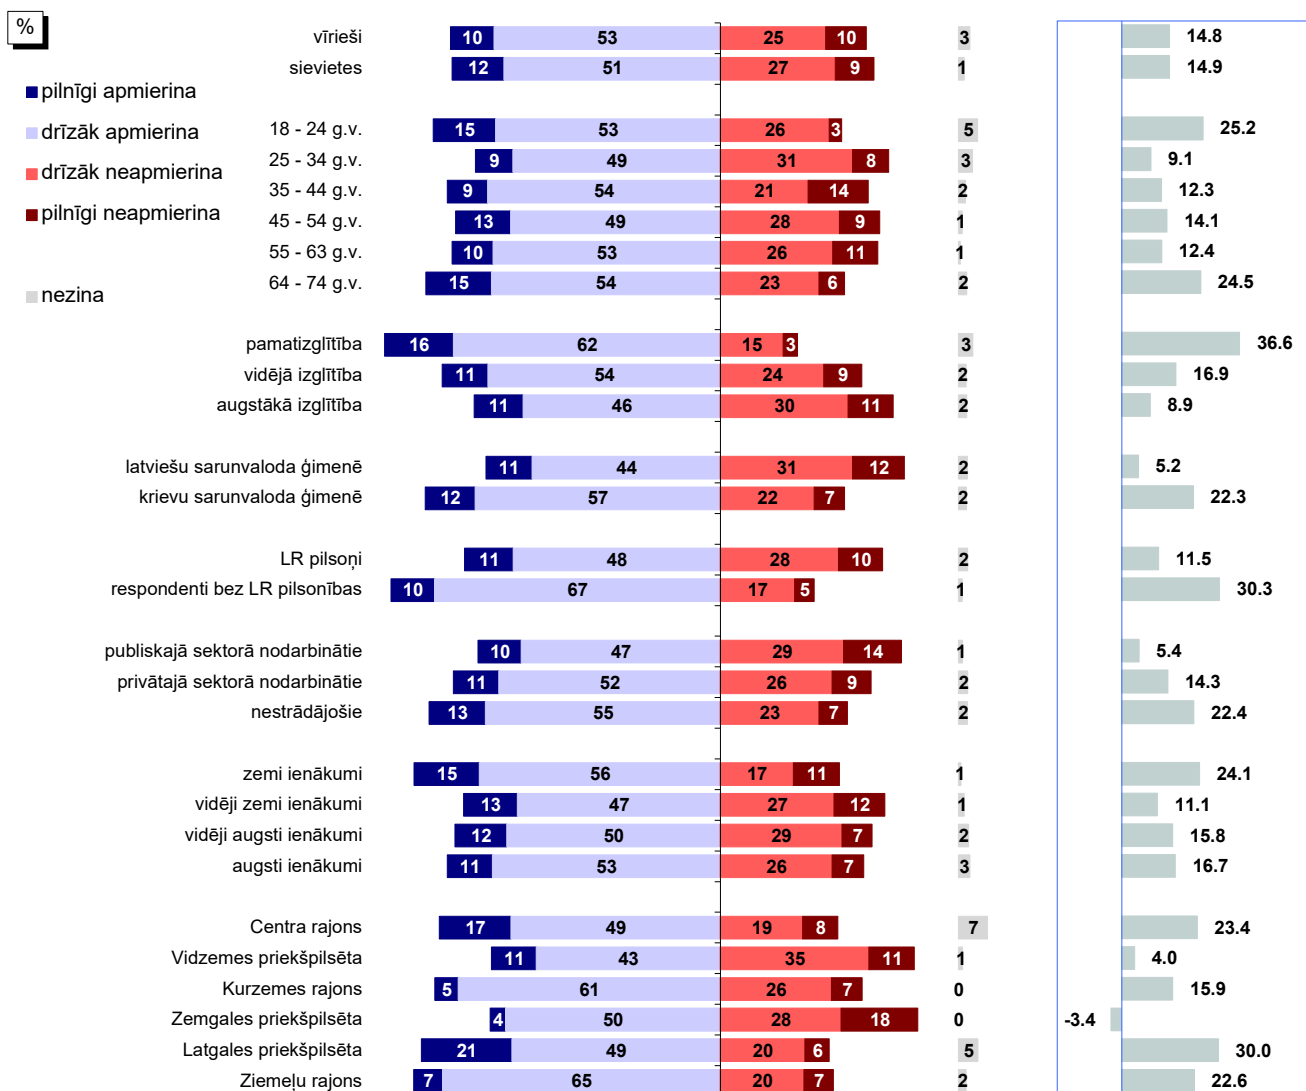 %
pilnīgi apmierina
drīzāk apmierina
drīzāk neapmierina
pilnīgi neapmierina
nezina
vīrieši 10 53 25 10 3 14.8
sievietes 12 51 27 9 1 14.9
18 - 24 g.v. 15 53 26 3 5 25.2
25 - 34 g.v. 9 49 31 8 3 9.1
35 - 44 g.v. 9 54 21 14 2 12.3
45 - 54 g.v. 13 49 28 9 1 14.1
55 - 63 g.v. 10 53 26 11 1 12.4
64 - 74 g.v. 15 54 23 6 2 24.5
pamatizglītība 16 62 15 3 3 36.6
vidējā izglītība 11 54 24 9 2 16.9
augstākā izglītība 11 46 30 11 2 8.9
latviešu sarunvaloda ģimenē 11 44 31 12 2 5.2
krievu sarunvaloda ģimenē 12 57 22 7 2 22.3
LR pilsoņi 11 48 28 10 2 11.5
respondenti bez LR pilsonības 10 67 17 5 1 30.3
publiskajā sektorā nodarbinātie 10 47 29 14 1 5.4
privātajā sektorā nodarbinātie 11 52 26 9 2 14.3
nestrādājošie 13 55 23 7 2 22.4
zemi ienākumi 15 56 17 11 1 24.1
vidēji zemi ienākumi 13 47 27 12 1 11.1
vidēji augsti ienākumi 12 50 29 7 2 15.8
augsti ienākumi 11 53 26 7 3 16.7
Centra rajons 17 49 19 8 7 23.4
Vidzemes priekšpilsēta 11 43 35 11 1 4.0
Kurzemes rajons 5 61 26 7 0 15.9
Zemgales priekšpilsēta 4 50 28 18 0 -3.4
Latgales priekšpilsēta 21 49 20 6 5 30.0
Ziemeļu rajons 7 65 20 7 2 22.6